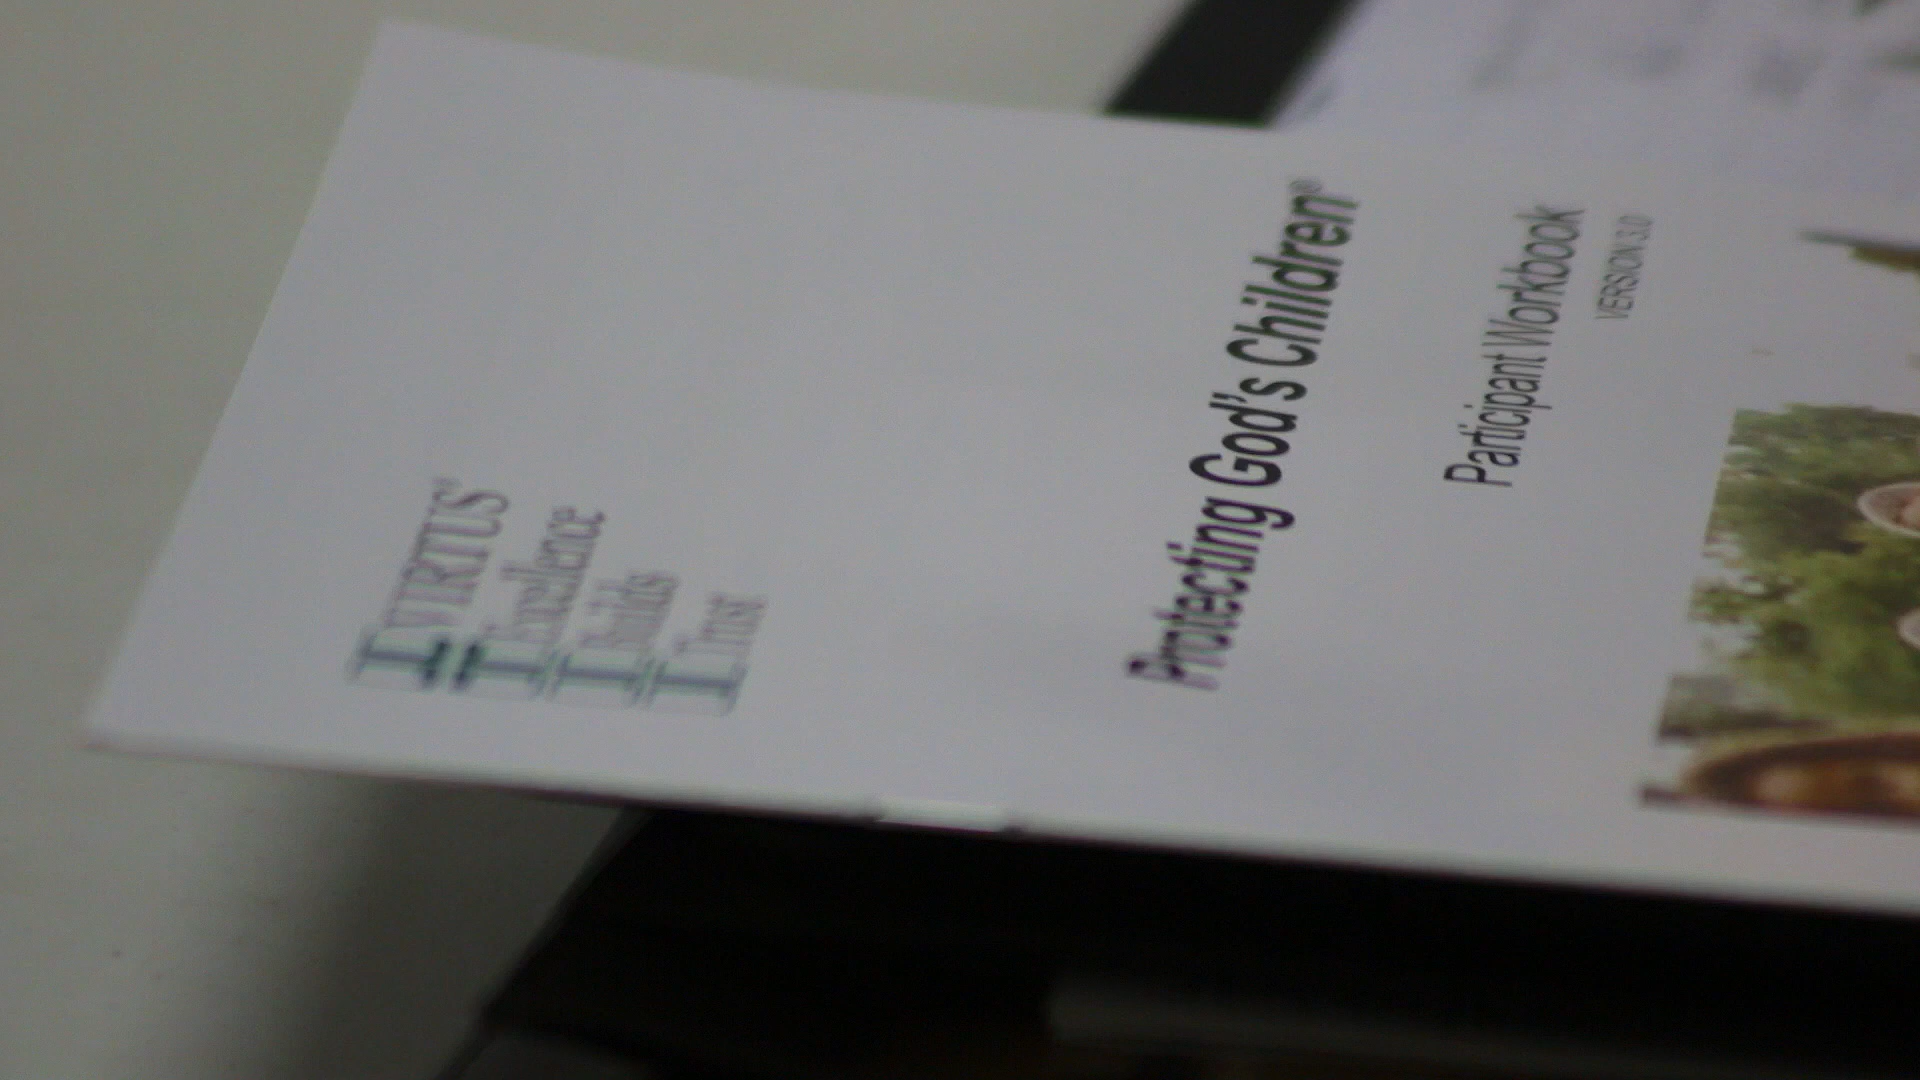 VIRTUS®
Excellence
Builds
Trust
Protecting God's Children®
Participant Workbook
VERSION 3.0